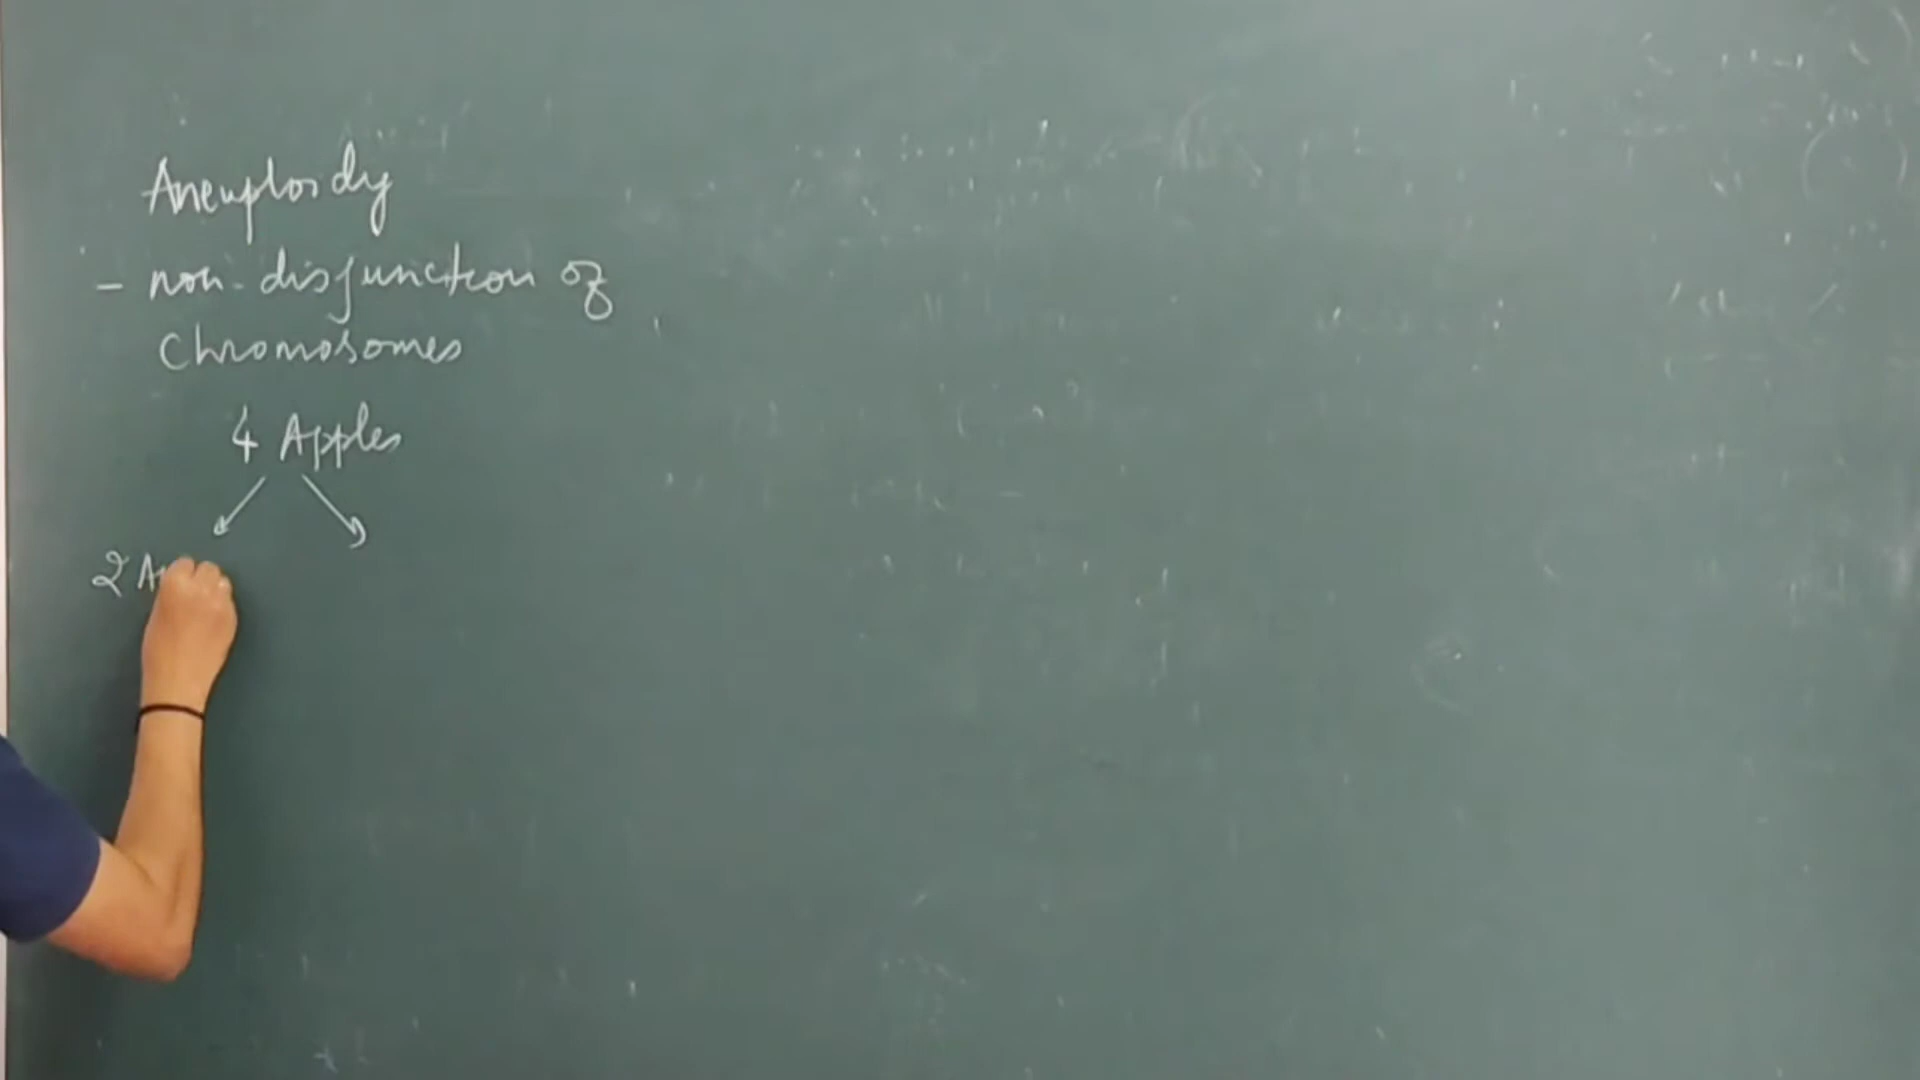 Aneuploidy
- non-disjunction of
Chromosomes
4 Apples
2